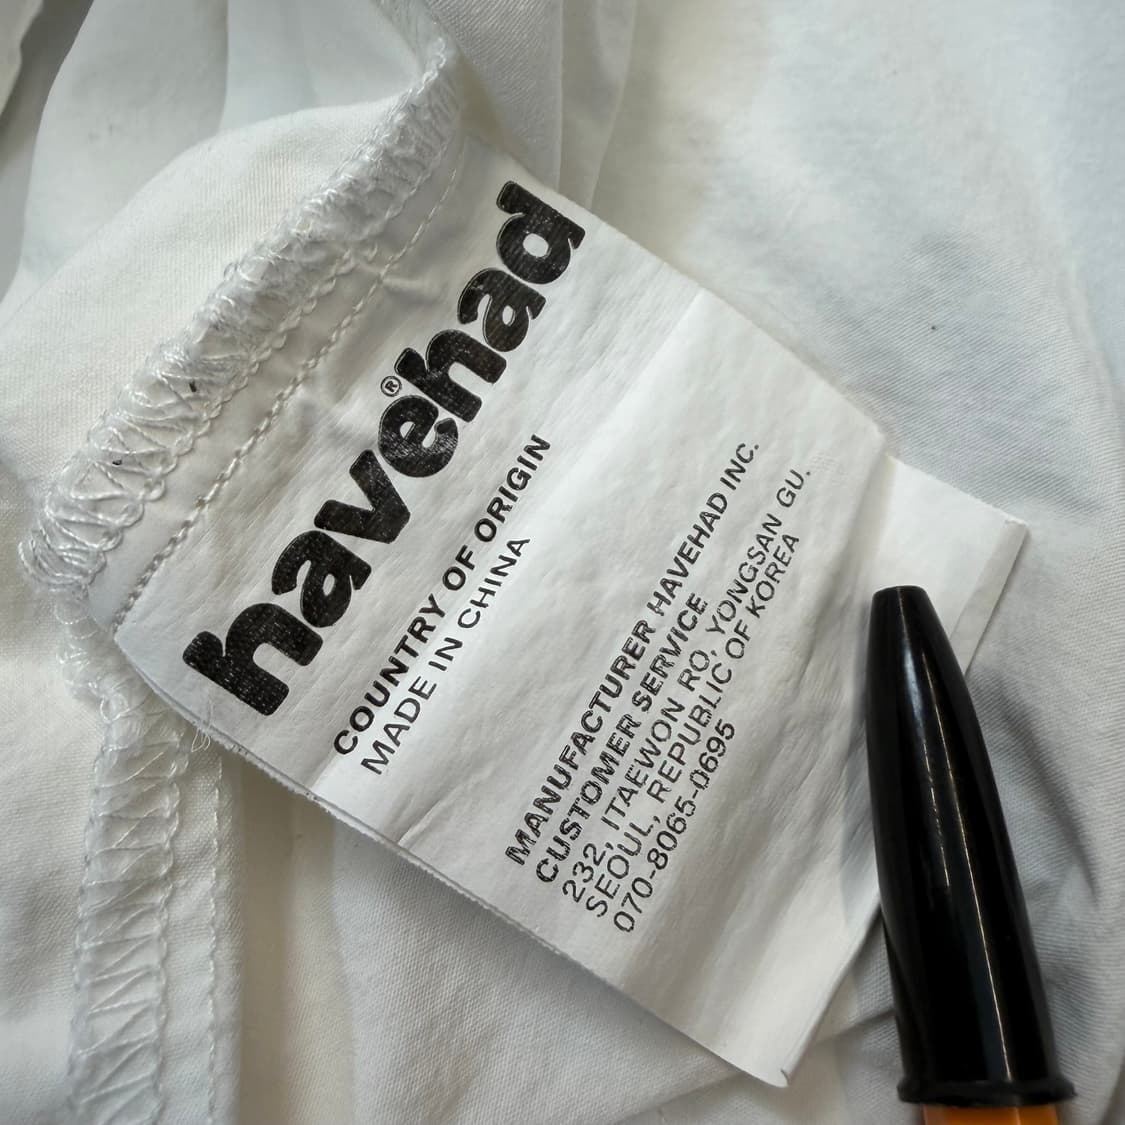 havehad®
COUNTRY OF ORIGIN
MADE IN CHINA
MANUFACTURER HAVEHAD INC.
CUSTOMER SERVICE
232, ITAEWON RO, YONGSAN GU,
SEOUL, REPUBLIC OF KOREA
070-8065-0695